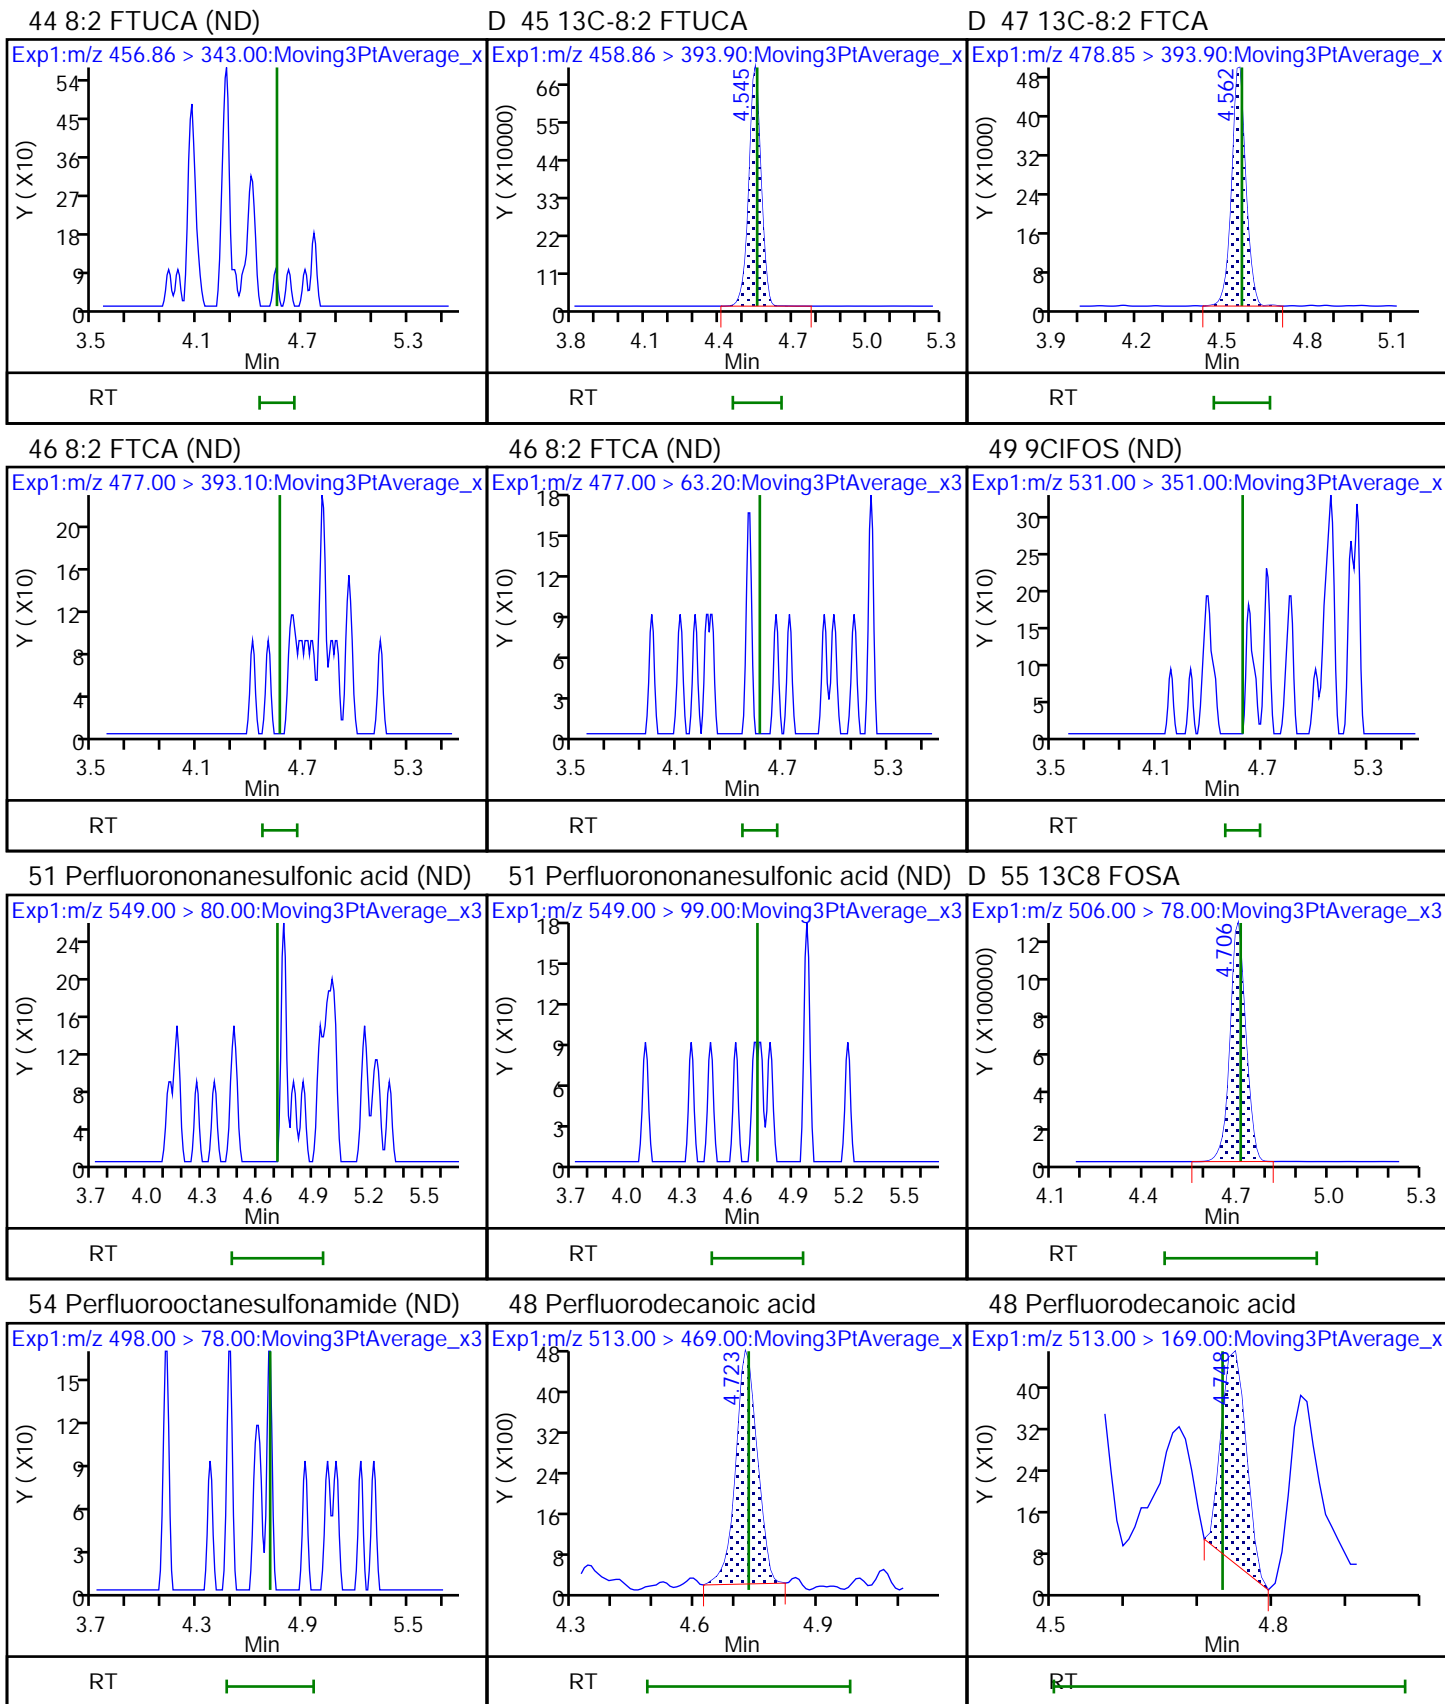 44 8:2 FTUCA (ND)
Exp1:m/z 456.86 > 343.00:Moving3PtAverage_x
Y ( X10)
54
45
36
27
18
9
0
3.5 4.1 4.7 5.3
Min
RT
D 45 13C-8:2 FTUCA
Exp1:m/z 458.86 > 393.90:Moving3PtAverage_x
4.545
Y ( X10000)
66
55
44
33
22
11
0
3.8 4.1 4.4 4.7 5.0 5.3
Min
RT
D 47 13C-8:2 FTCA
Exp1:m/z 478.85 > 393.90:Moving3PtAverage_x
4.562
Y ( X1000)
48
40
32
24
16
8
0
3.9 4.2 4.5 4.8 5.1
Min
RT
46 8:2 FTCA (ND)
Exp1:m/z 477.00 > 393.10:Moving3PtAverage_x
Y ( X10)
20
16
12
8
4
0
3.5 4.1 4.7 5.3
Min
RT
46 8:2 FTCA (ND)
Exp1:m/z 477.00 > 63.20:Moving3PtAverage_x3
Y ( X10)
18
15
12
9
6
3
0
3.5 4.1 4.7 5.3
Min
RT
49 9ClFOS (ND)
Exp1:m/z 531.00 > 351.00:Moving3PtAverage_x
Y ( X10)
30
25
20
15
10
5
0
3.5 4.1 4.7 5.3
Min
RT
51 Perfluorononanesulfonic acid (ND)
Exp1:m/z 549.00 > 80.00:Moving3PtAverage_x3
Y ( X10)
24
20
16
12
8
4
0
3.7 4.0 4.3 4.6 4.9 5.2 5.5
Min
RT
51 Perfluorononanesulfonic acid (ND)
Exp1:m/z 549.00 > 99.00:Moving3PtAverage_x3
Y ( X10)
18
15
12
9
6
3
0
3.7 4.0 4.3 4.6 4.9 5.2 5.5
Min
RT
D 55 13C8 FOSA
Exp1:m/z 506.00 > 78.00:Moving3PtAverage_x3
4.706
Y ( X100000)
12
10
8
6
4
2
0
4.1 4.4 4.7 5.0 5.3
Min
RT
54 Perfluorooctanesulfonamide (ND)
Exp1:m/z 498.00 > 78.00:Moving3PtAverage_x3
Y ( X10)
15
12
9
6
3
0
3.7 4.3 4.9 5.5
Min
RT
48 Perfluorodecanoic acid
Exp1:m/z 513.00 > 469.00:Moving3PtAverage_x
4.723
Y ( X100)
48
40
32
24
16
8
0
4.3 4.6 4.9
Min
RT
48 Perfluorodecanoic acid
Exp1:m/z 513.00 > 169.00:Moving3PtAverage_x
4.748
Y ( X10)
40
32
24
16
8
0
4.5 4.8
Min
RT